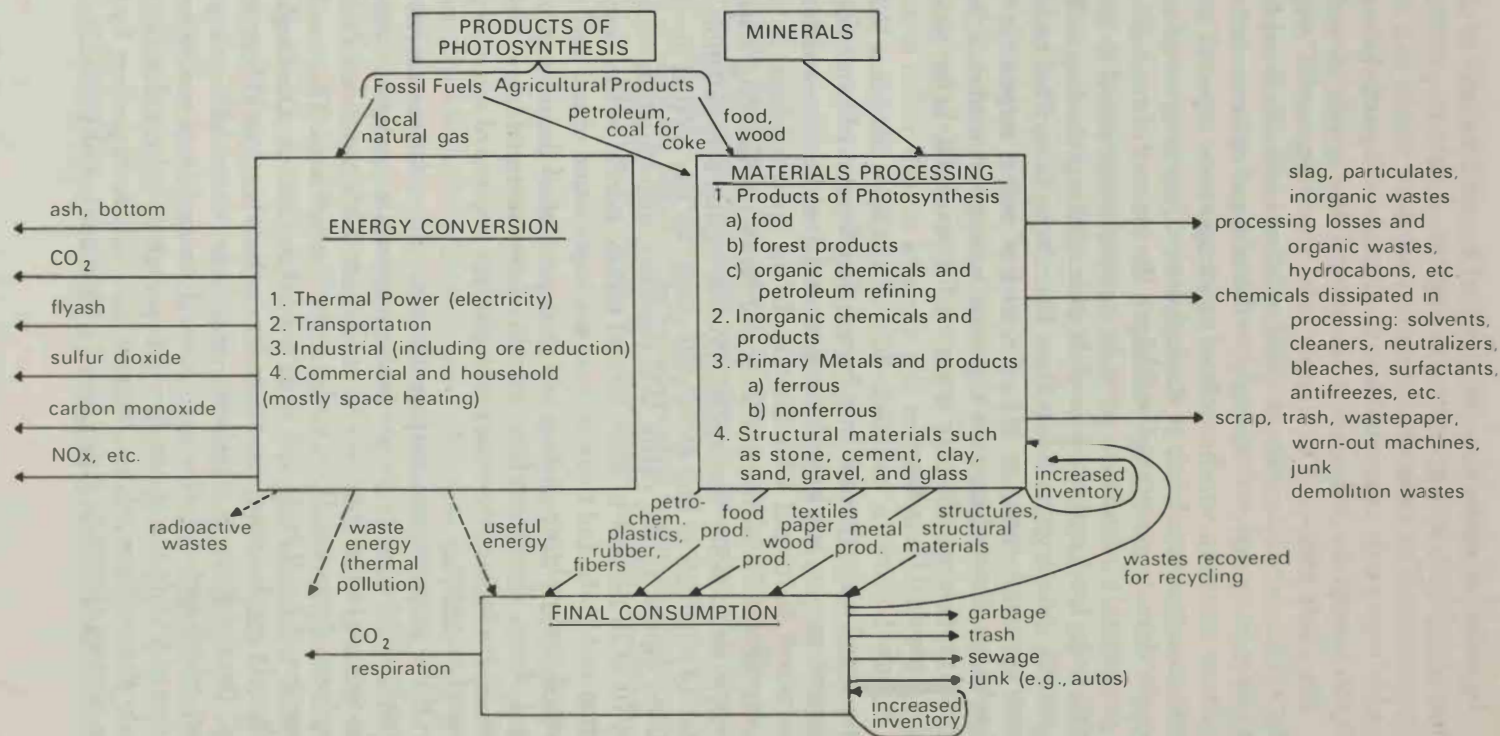 PRODUCTS OF
PHOTOSYNTHESIS
MINERALS
Fossil Fuels Agricultural Products
local
natural gas
petroleum,
coal for
coke
food,
wood
ENERGY CONVERSION
1. Thermal Power (electricity)
2. Transportation
3. Industrial (including ore reduction)
4. Commercial and household
(mostly space heating)
MATERIALS PROCESSING
1. Products of Photosynthesis
a) food
b) forest products
c) organic chemicals and
petroleum refining
2. Inorganic chemicals and
products
3. Primary Metals and products
a) ferrous
b) nonferrous
4. Structural materials such
as stone, cement, clay,
sand, gravel, and glass
ash, bottom
CO2
flyash
sulfur dioxide
carbon monoxide
NOx, etc.
slag, particulates,
inorganic wastes
processing losses and
organic wastes,
hydrocabons, etc
chemicals dissipated in
processing: solvents,
cleaners, neutralizers,
bleaches, surfactants,
antifreezes, etc.
scrap, trash, wastepaper,
worn-out machines,
junk
demolition wastes
radioactive
wastes
waste
energy
(thermal
pollution)
useful
energy
petro-
chem.
plastics,
rubber,
fibers
food
prod.
textiles
paper
wood
prod.
metal
prod.
structures,
structural
materials
increased
inventory
wastes recovered
for recycling
FINAL CONSUMPTION
CO2
respiration
garbage
trash
sewage
junk (e.g., autos)
increased
inventory